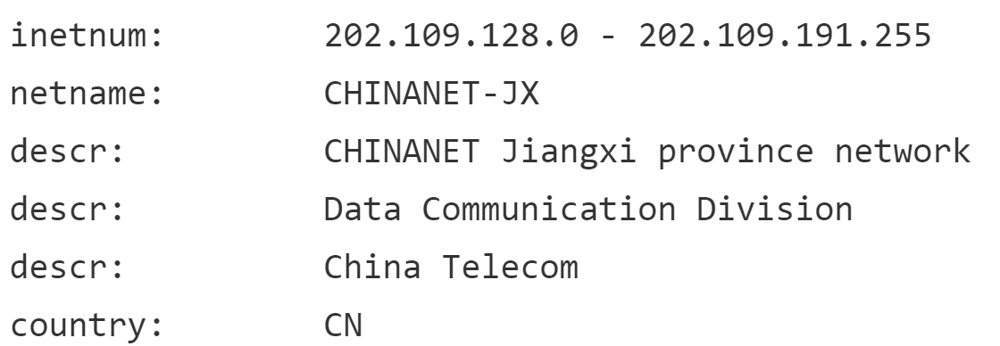 inetnum: 202.109.128.0 - 202.109.191.255
netname: CHINANET-JX
descr: CHINANET Jiangxi province network
descr: Data Communication Division
descr: China Telecom
country: CN